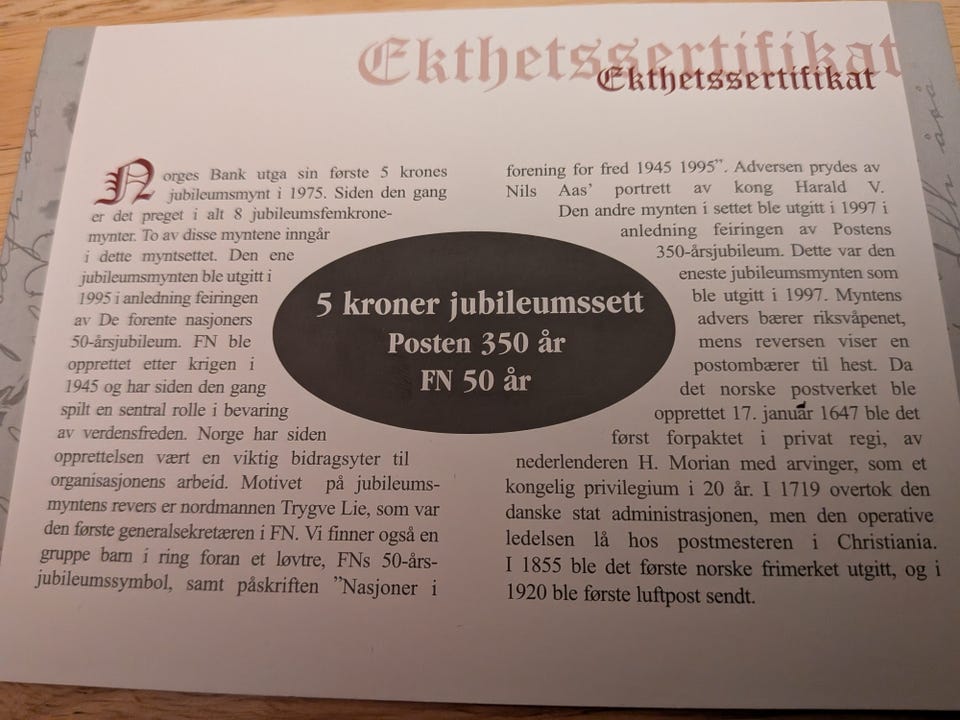 Ekthetssertifikat
Ekthetssertifikat
Norges Bank utga sin første 5 krones
jubileumsmynt i 1975. Siden den gang
er det preget i alt 8 jubileumsfemkrone-
mynter. To av disse myntene inngår
i dette myntsettet. Den ene
jubileumsmynten ble utgitt i
1995 i anledning feiringen
av De forente nasjoners
50-årsjubileum. FN ble
opprettet etter krigen i
1945 og har siden den gang
spilt en sentral rolle i bevaring
av verdensfreden. Norge har siden
opprettelsen vært en viktig bidragsyter til
organisasjonens arbeid. Motivet på jubileums-
myntens revers er nordmannen Trygve Lie, som var
den første generalsekretæren i FN. Vi finner også en
gruppe barn i ring foran et løvtre, FNs 50-års-
jubileumssymbol, samt påskriften ”Nasjoner i
5 kroner jubileumssett
Posten 350 år
FN 50 år
forening for fred 1945 1995”. Adversen prydes av
Nils Aas’ portrett av kong Harald V.
Den andre mynten i settet ble utgitt i 1997 i
anledning feiringen av Postens
350-årsjubileum. Dette var den
eneste jubileumsmynten som
ble utgitt i 1997. Myntens
advers bærer riksvåpenet,
mens reversen viser en
postombærer til hest. Da
det norske postverket ble
opprettet 17. januar 1647 ble det
først forpaktet i privat regi, av
nederlenderen H. Morian med arvinger, som et
kongelig privilegium i 20 år. I 1719 overtok den
danske stat administrasjonen, men den operative
ledelsen lå hos postmesteren i Christiania.
I 1855 ble det første norske frimerket utgitt, og i
1920 ble første luftpost sendt.